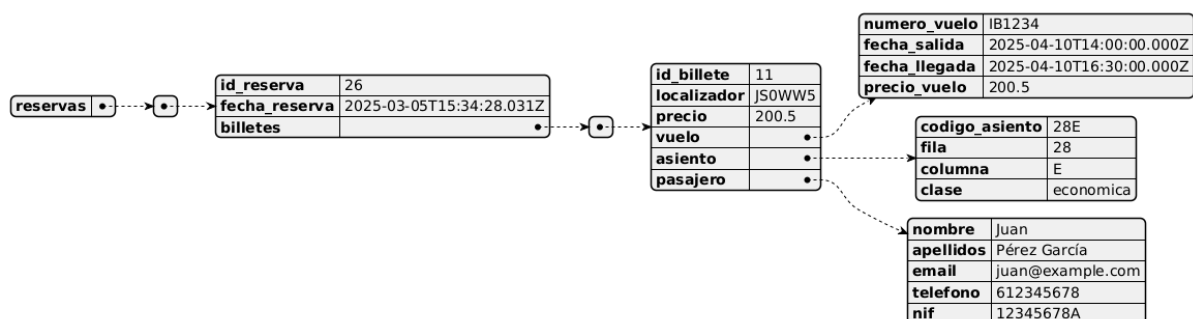 reservas
id_reserva 26
fecha_reserva 2025-03-05T15:34:28.031Z
billetes
id_billete 11
localizador JS0WW5
precio 200.5
vuelo
asiento
pasajero
numero_vuelo IB1234
fecha_salida 2025-04-10T14:00:00.000Z
fecha_llegada 2025-04-10T16:30:00.000Z
precio_vuelo 200.5
codigo_asiento 28E
fila 28
columna E
clase economica
nombre Juan
apellidos Pérez García
email juan@example.com
telefono 612345678
nif 12345678A